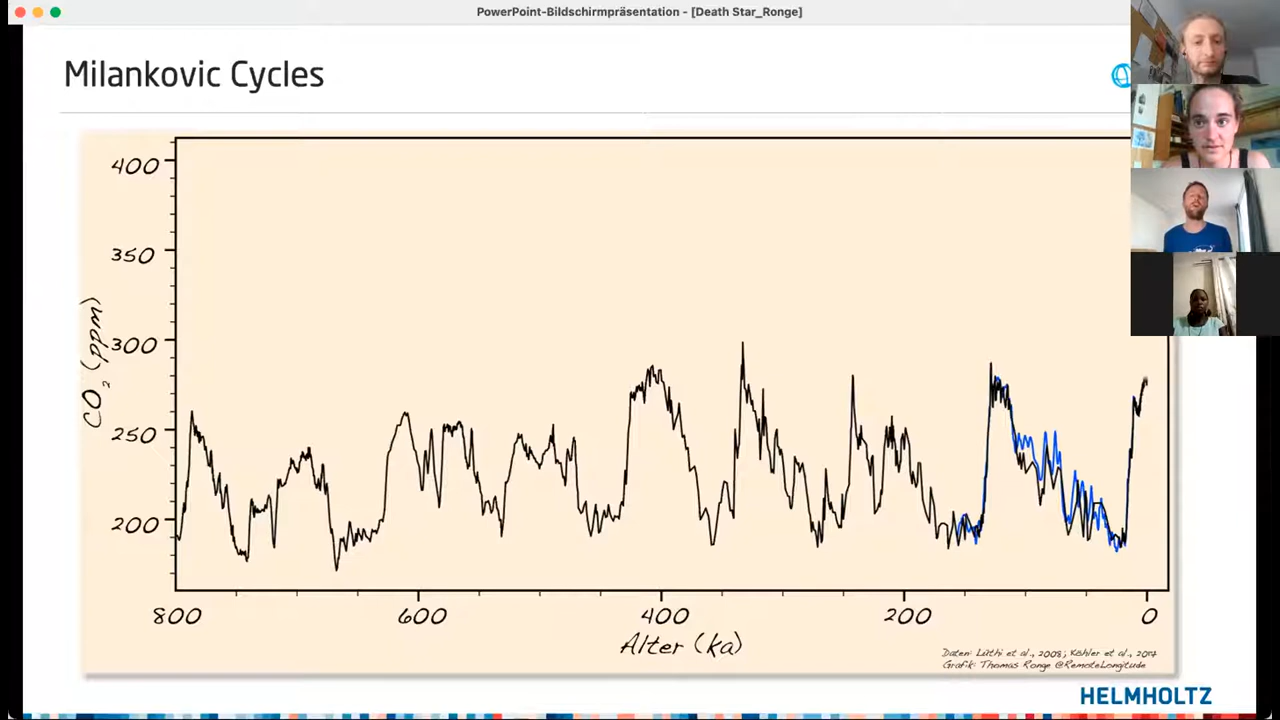 PowerPoint-Bildschirmpräsentation - [Death Star_Ronge]
Milankovic Cycles
400
350
300
250
200
CO2 (ppm)
800 600 400 200 0
Alter (ka)
Daten: Lüthi et al., 2008; Köhler et al., 2017
Grafik: Thomas Ronge @RemoteLongitude
HELMHOLTZ